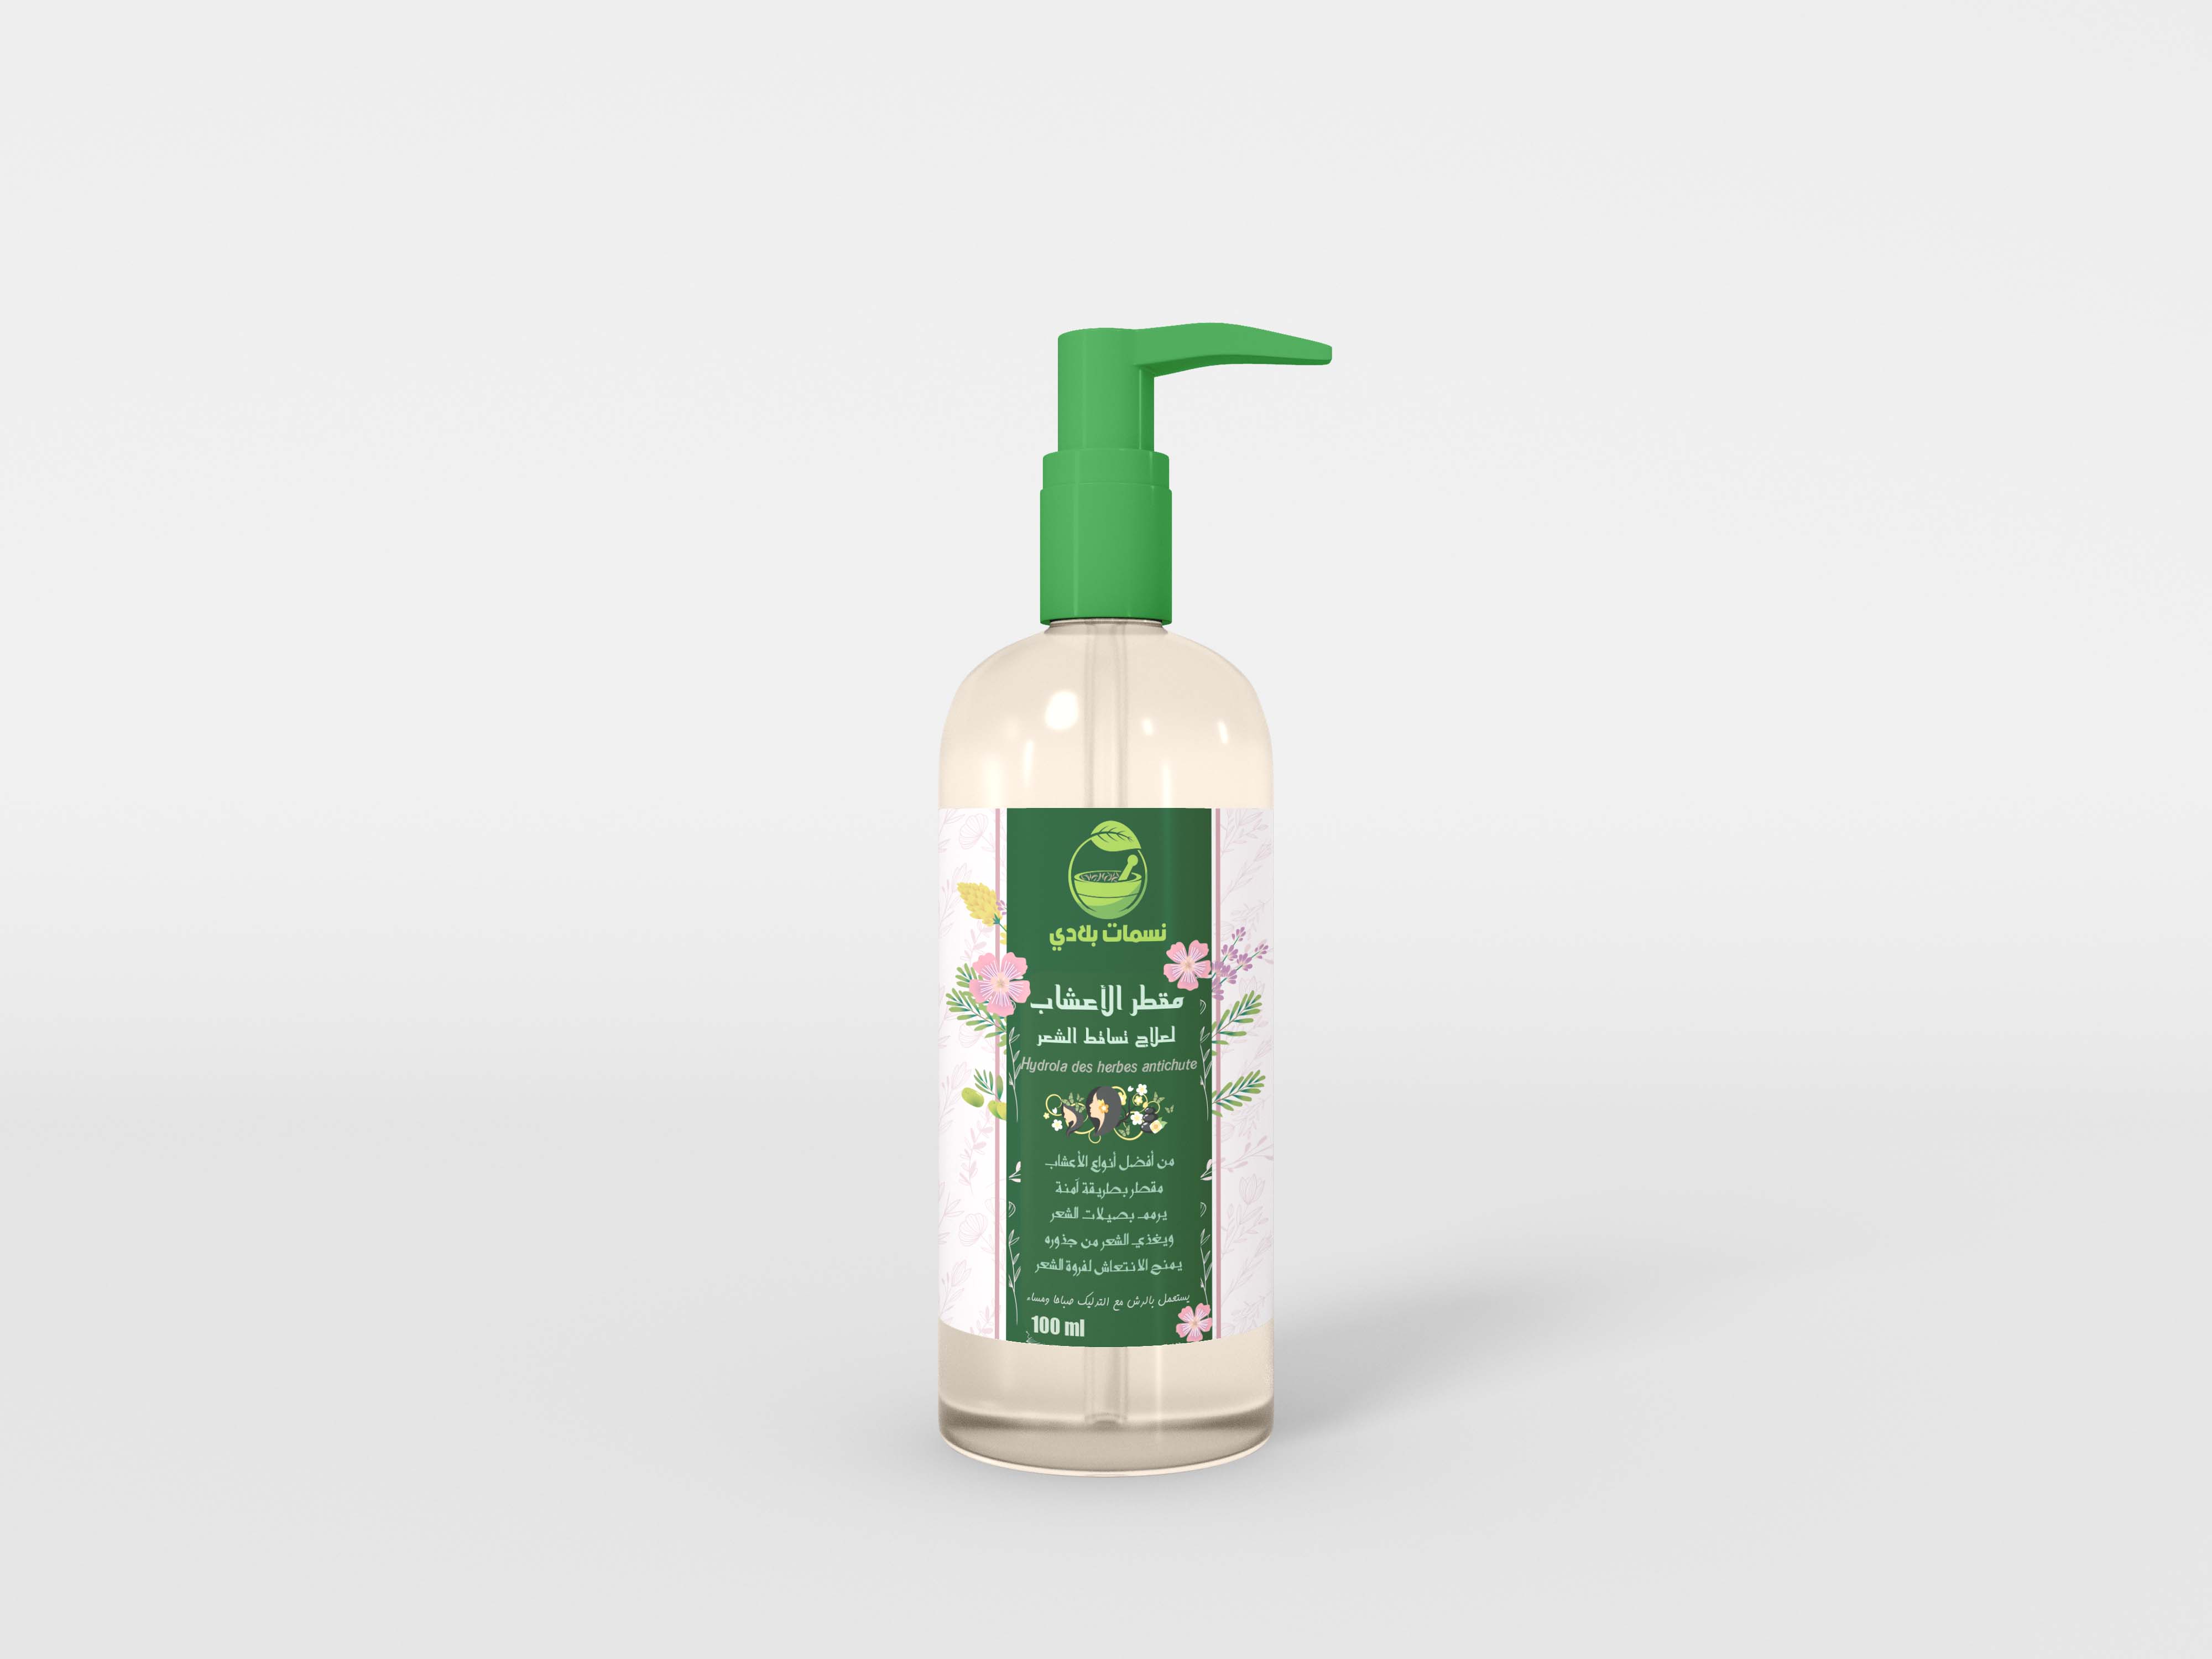 نسمات بلادي
مقطر الأعشاب
لعلاج تساقط الشعر
Hydrola des herbes antichute
من أفضل أنواع الأعشاب
مقطر بطريقة آمنة
يرمم بصيلات الشعر
ويغذي الشعر من جذوره
يمنح الانتعاش لفروة الشعر
يستعمل بالرش مع التدليك صباحا ومساء
100 ml